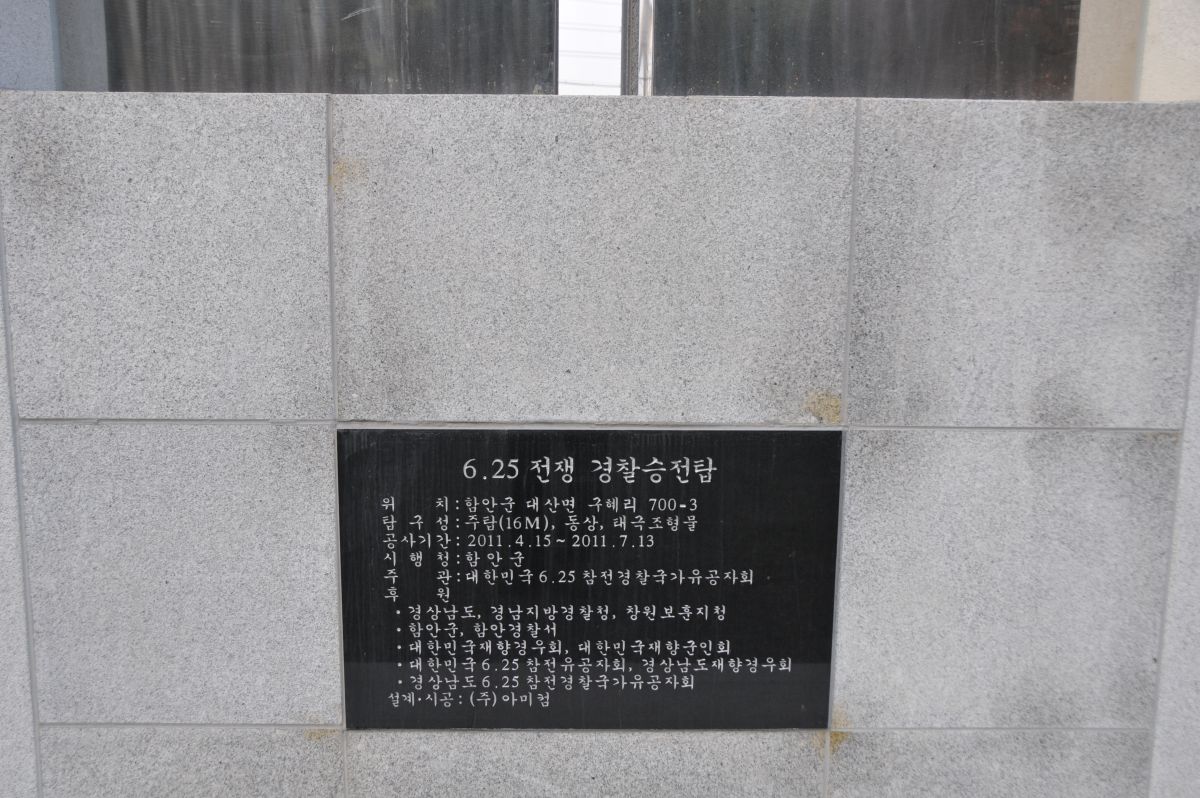 6.25 전쟁 경찰승전탑
위 치 : 함안군 대산면 구혜리 700-3
탑 구 성 : 주탑(16M), 동상, 태극조형물
공사기간 : 2011.4.15~2011.7.13
시 행 청 : 함안군
주 관 : 대한민국6.25참전경찰국가유공자회
후 원
• 경상남도, 경남지방경찰청, 창원보훈지청
• 함안군, 함안경찰서
• 대한민국재향경우회, 대한민국재향군인회
• 대한민국6.25참전유공자회, 경상남도재향경우회
• 경상남도6.25참전경찰국가유공자회
설계·시공 : (주)아미컴